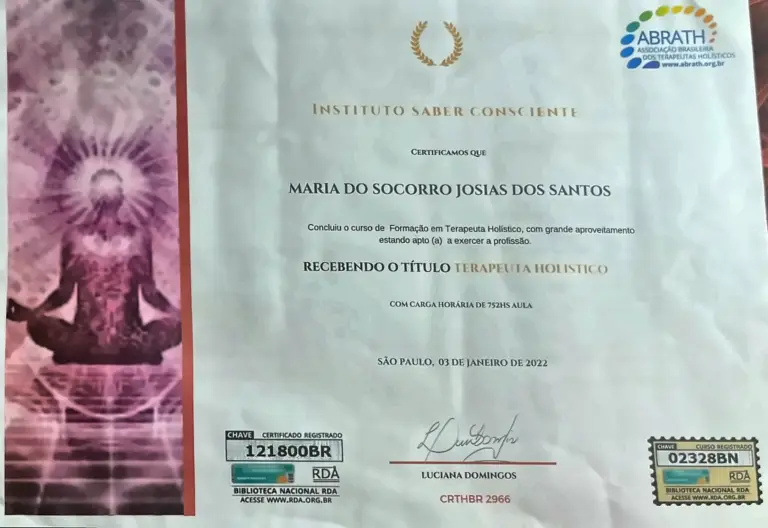 ABRATH
ASSOCIAÇÃO BRASILEIRA
DOS TERAPEUTAS HOLÍSTICOS
www.abrath.org.br
INSTITUTO SABER CONSCIENTE
CERTIFICAMOS QUE
MARIA DO SOCORRO JOSIAS DOS SANTOS
Concluiu o curso de Formação em Terapeuta Holístico, com grande aproveitamento
estando apto (a) a exercer a profissão.
RECEBENDO O TÍTULO TERAPEUTA HOLISTICO
COM CARGA HORÁRIA DE 752HS AULA
SÃO PAULO, 03 DE JANEIRO DE 2022
CHAVE CERTIFICADO REGISTRADO
121800BR
RDA
BIBLIOTECA NACIONAL RDA
ACESSE WWW.RDA.ORG.BR
LUCIANA DOMINGOS
CRTHBR 2966
CHAVE CURSO REGISTRADO
02328BN
RDA
BIBLIOTECA NACIONAL RDA
ACESSE WWW.RDA.ORG.BR